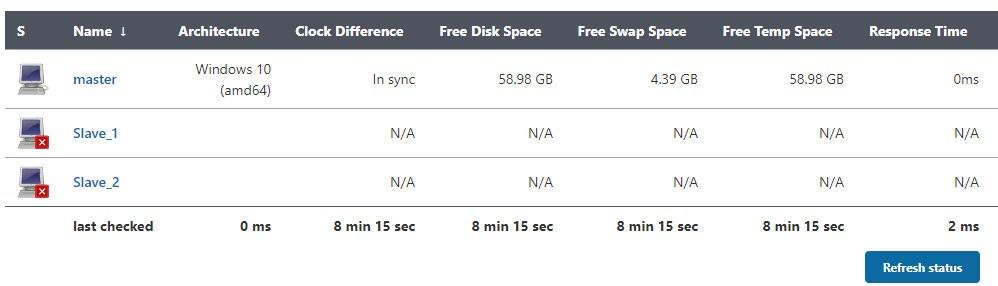 S Name ↓ Architecture Clock Difference Free Disk Space Free Swap Space Free Temp Space Response Time
master Windows 10 (amd64) In sync 58.98 GB 4.39 GB 58.98 GB 0ms
Slave_1 N/A N/A N/A N/A N/A
Slave_2 N/A N/A N/A N/A N/A
last checked 0 ms 8 min 15 sec 8 min 15 sec 8 min 15 sec 8 min 15 sec 2 ms
Refresh status